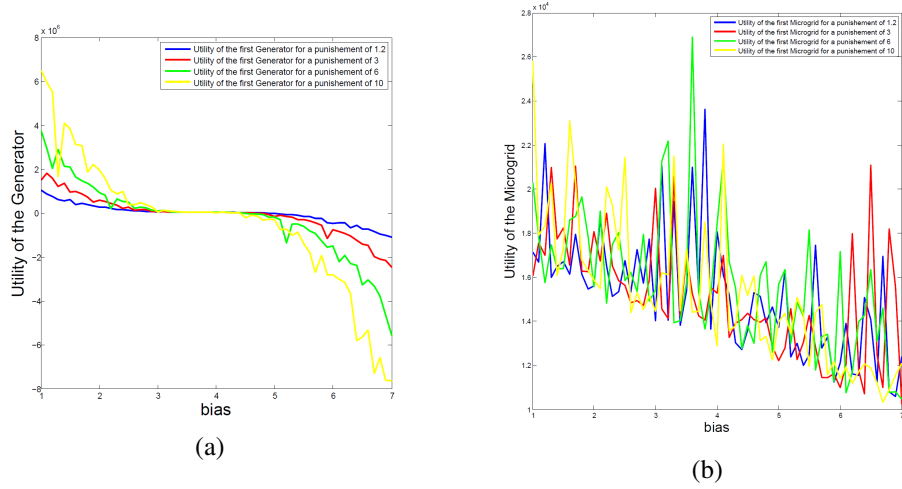 x 10⁶
8
6
4
2
0
−2
−4
−6
−8
1 2 3 4 5 6 7
bias
Utility of the Generator
Utility of the first Generator for a punishement of 1.2
Utility of the first Generator for a punishement of 3
Utility of the first Generator for a punishement of 6
Utility of the first Generator for a punishement of 10
(a)
x 10⁴
2.8
2.6
2.4
2.2
2
1.8
1.6
1.4
1.2
1
1 2 3 4 5 6 7
bias
Utility of the Microgrid
Utility of the first Microgrid for a punishement of 1.2
Utility of the first Microgrid for a punishement of 3
Utility of the first Microgrid for a punishement of 6
Utility of the first Microgrid for a punishement of 10
(b)